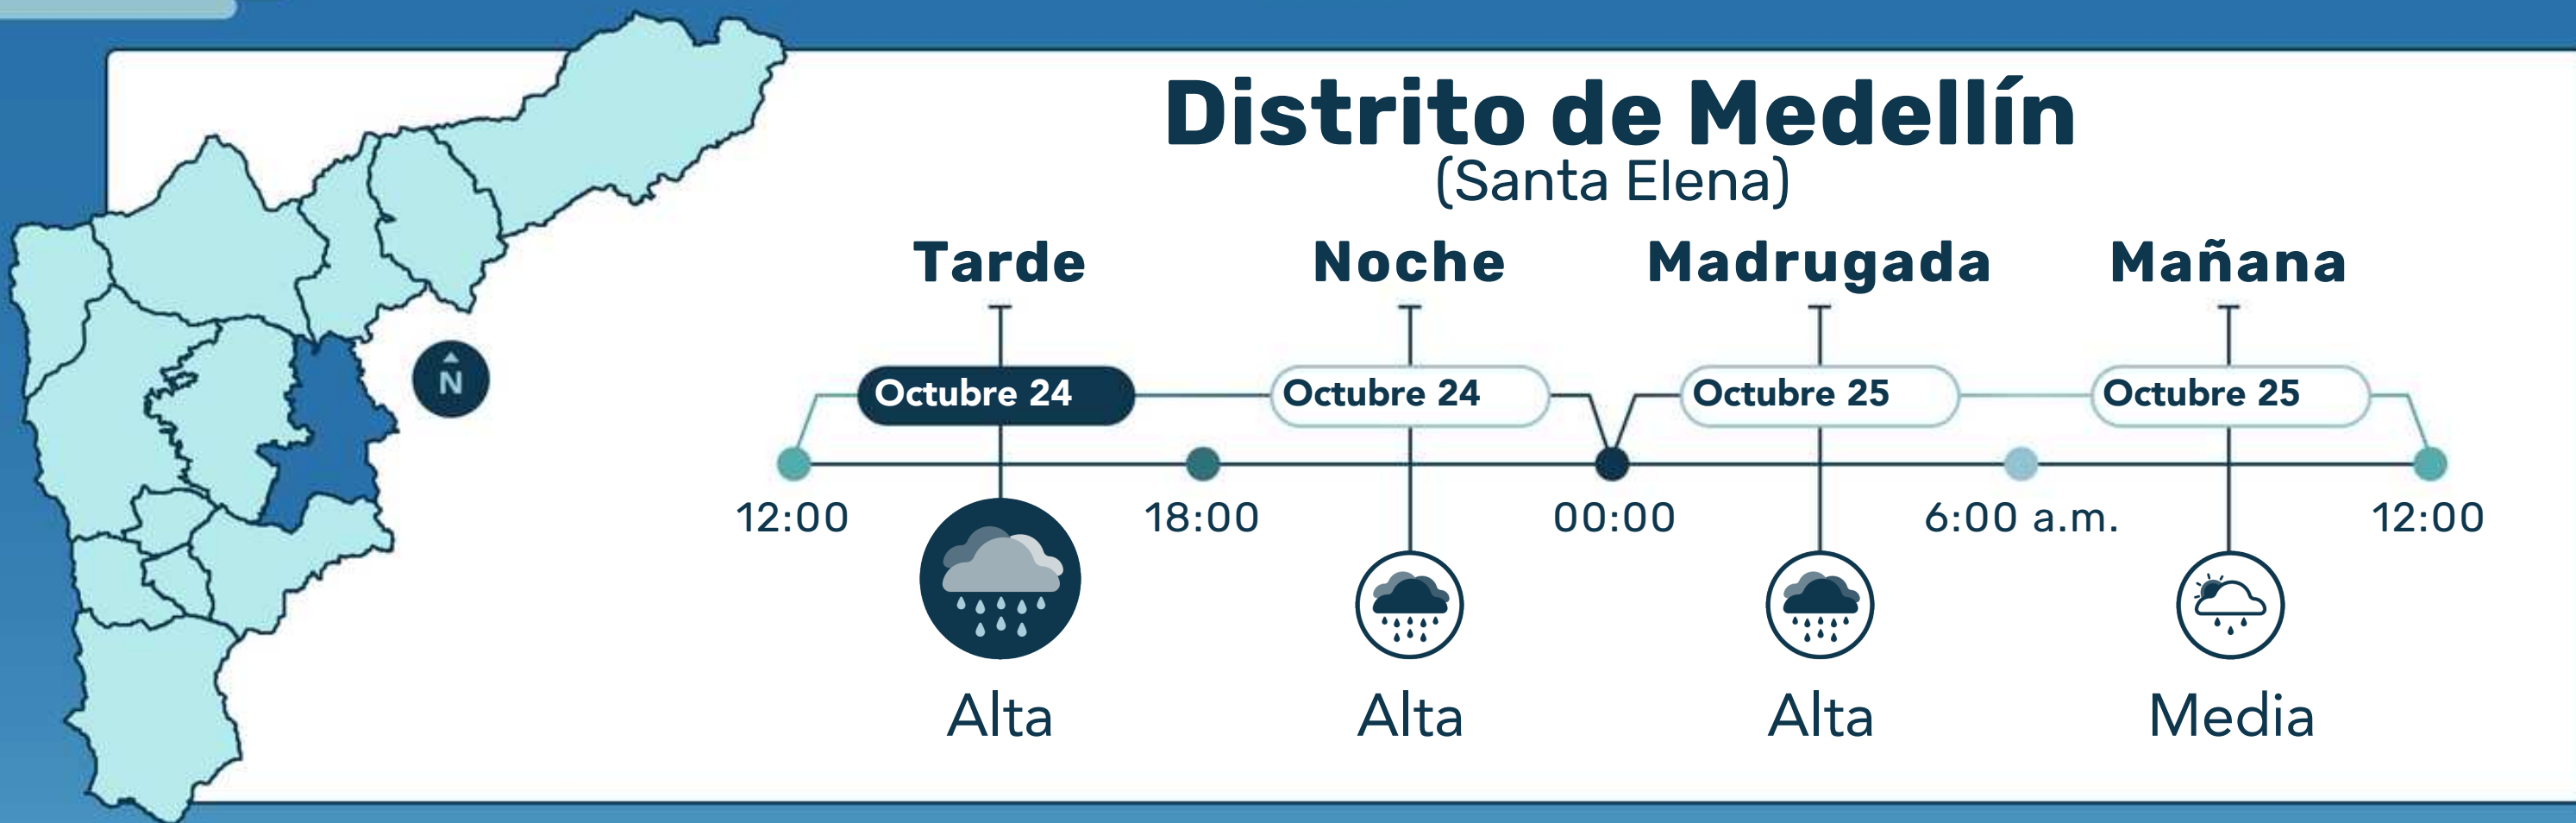 Distrito de Medellín
(Santa Elena)
Tarde Noche Madrugada Mañana
N
Octubre 24 Octubre 24 Octubre 25 Octubre 25
12:00 18:00 00:00 6:00 a.m. 12:00
Alta Alta Alta Media